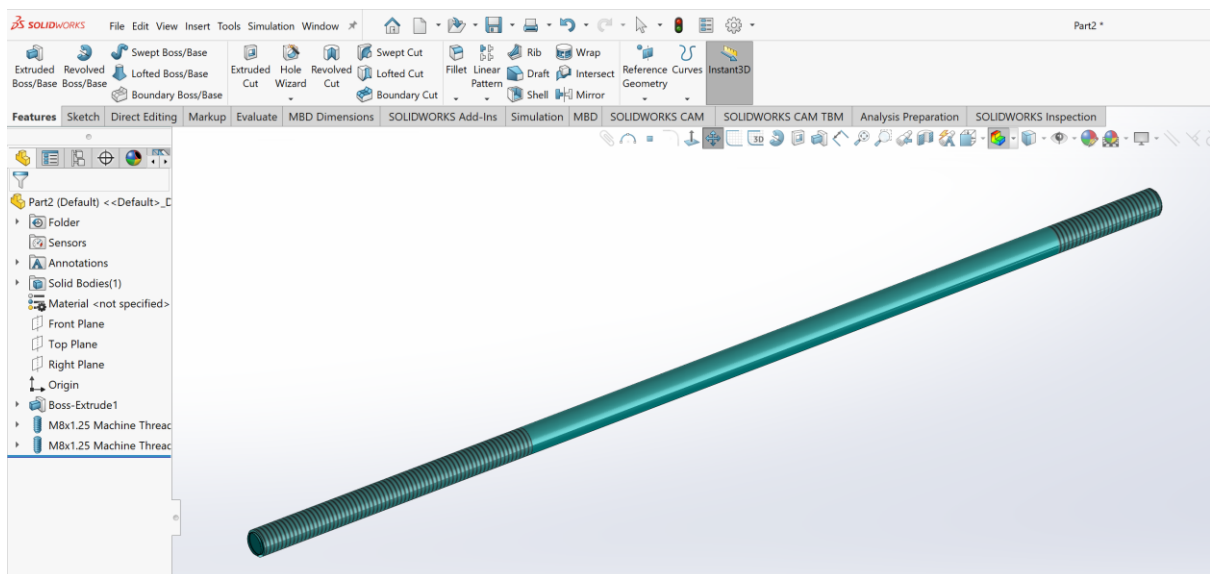 SOLIDWORKS File Edit View Insert Tools Simulation Window Part2 *
Extruded Boss/Base
Revolved Boss/Base
Swept Boss/Base
Lofted Boss/Base
Boundary Boss/Base
Extruded Cut
Hole Wizard
Revolved Cut
Swept Cut
Lofted Cut
Boundary Cut
Fillet
Linear Pattern
Rib
Draft
Shell
Wrap
Intersect
Mirror
Reference Geometry
Curves
Instant3D
Features Sketch Direct Editing Markup Evaluate MBD Dimensions SOLIDWORKS Add-Ins Simulation MBD SOLIDWORKS CAM SOLIDWORKS CAM TBM Analysis Preparation SOLIDWORKS Inspection
3D
Part2 (Default) <<Default>_D
Folder
Sensors
Annotations
Solid Bodies(1)
Material <not specified>
Front Plane
Top Plane
Right Plane
Origin
Boss-Extrude1
M8x1.25 Machine Threac
M8x1.25 Machine Threac